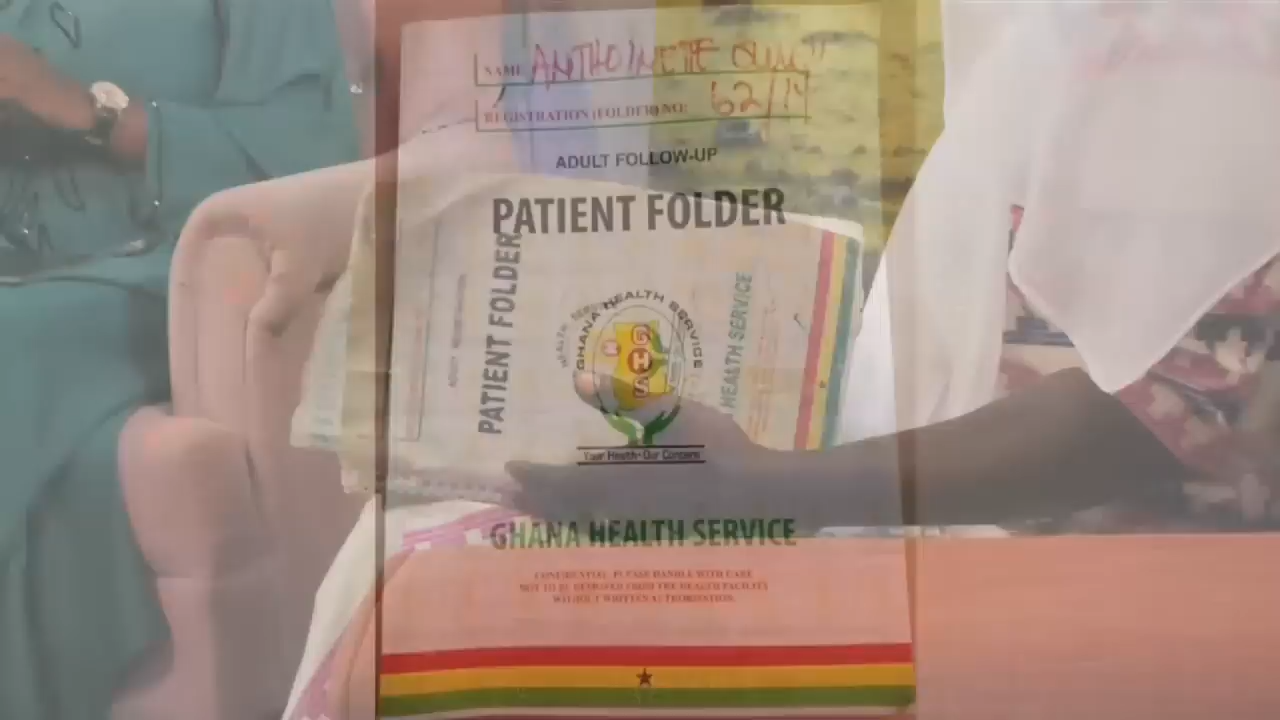 NAME ANTHOINETTE
REGISTRATION (FOLDER) NO: 62/14
ADULT FOLLOW-UP
PATIENT FOLDER
PATIENT FOLDER
HEALTH SERVICE
GHANA HEALTH SERVICE
GHS
Your Health - Our Concern
GHANA HEALTH SERVICE
CONFIDENTIAL: PLEASE HANDLE WITH CARE
NOT TO BE REMOVED FROM THE HEALTH FACILITY
WITHOUT WRITTEN AUTHORISATION